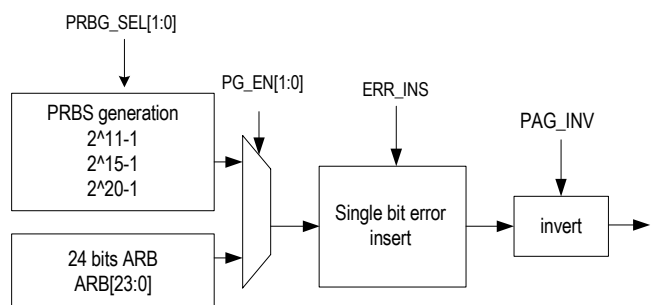 PRBG_SEL[1:0]
PG_EN[1:0]
ERR_INS
PAG_INV
PRBS generation
2^11-1
2^15-1
2^20-1
Single bit error
insert
invert
24 bits ARB
ARB[23:0]